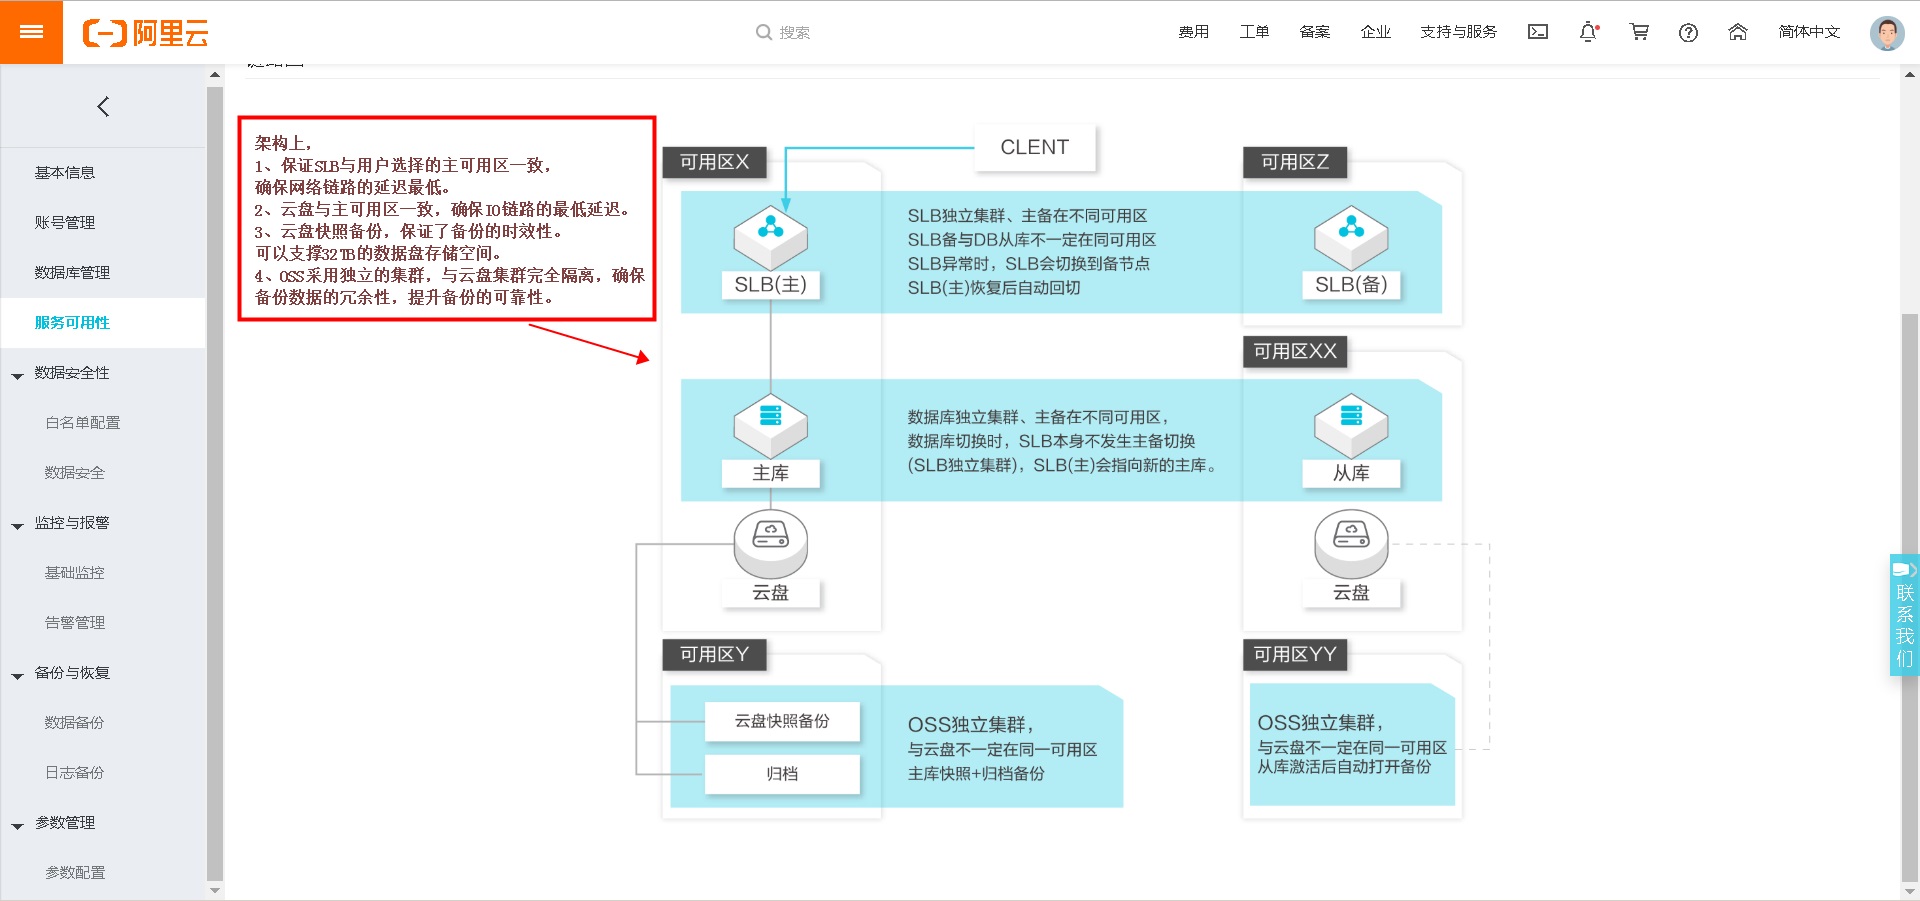 阿里云
搜索
费用
工单
备案
企业
支持与服务
简体中文
基本信息
账号管理
数据库管理
服务可用性
数据安全性
白名单配置
数据安全
监控与报警
基础监控
告警管理
备份与恢复
数据备份
日志备份
参数管理
参数配置
架构上，
1、保证SLB与用户选择的主可用区一致，
确保网络链路的延迟最低。
2、云盘与主可用区一致，确保IO链路的最低延迟。
3、云盘快照备份，保证了备份的时效性。
可以支撑32TB的数据盘存储空间。
4、OSS采用独立的集群，与云盘集群完全隔离，确保
备份数据的冗余性，提升备份的可靠性。
CLENT
可用区X
可用区Z
SLB(主)
SLB独立集群、主备在不同可用区
SLB备与DB从库不一定在同可用区
SLB异常时，SLB会切换到备节点
SLB(主)恢复后自动回切
SLB(备)
可用区XX
主库
数据库独立集群、主备在不同可用区，
数据库切换时，SLB本身不发生主备切换
(SLB独立集群)，SLB(主)会指向新的主库。
从库
云盘
云盘
可用区Y
可用区YY
云盘快照备份
归档
OSS独立集群，
与云盘不一定在同一可用区
主库快照+归档备份
OSS独立集群，
与云盘不一定在同一可用区
从库激活后自动打开备份
联系我们